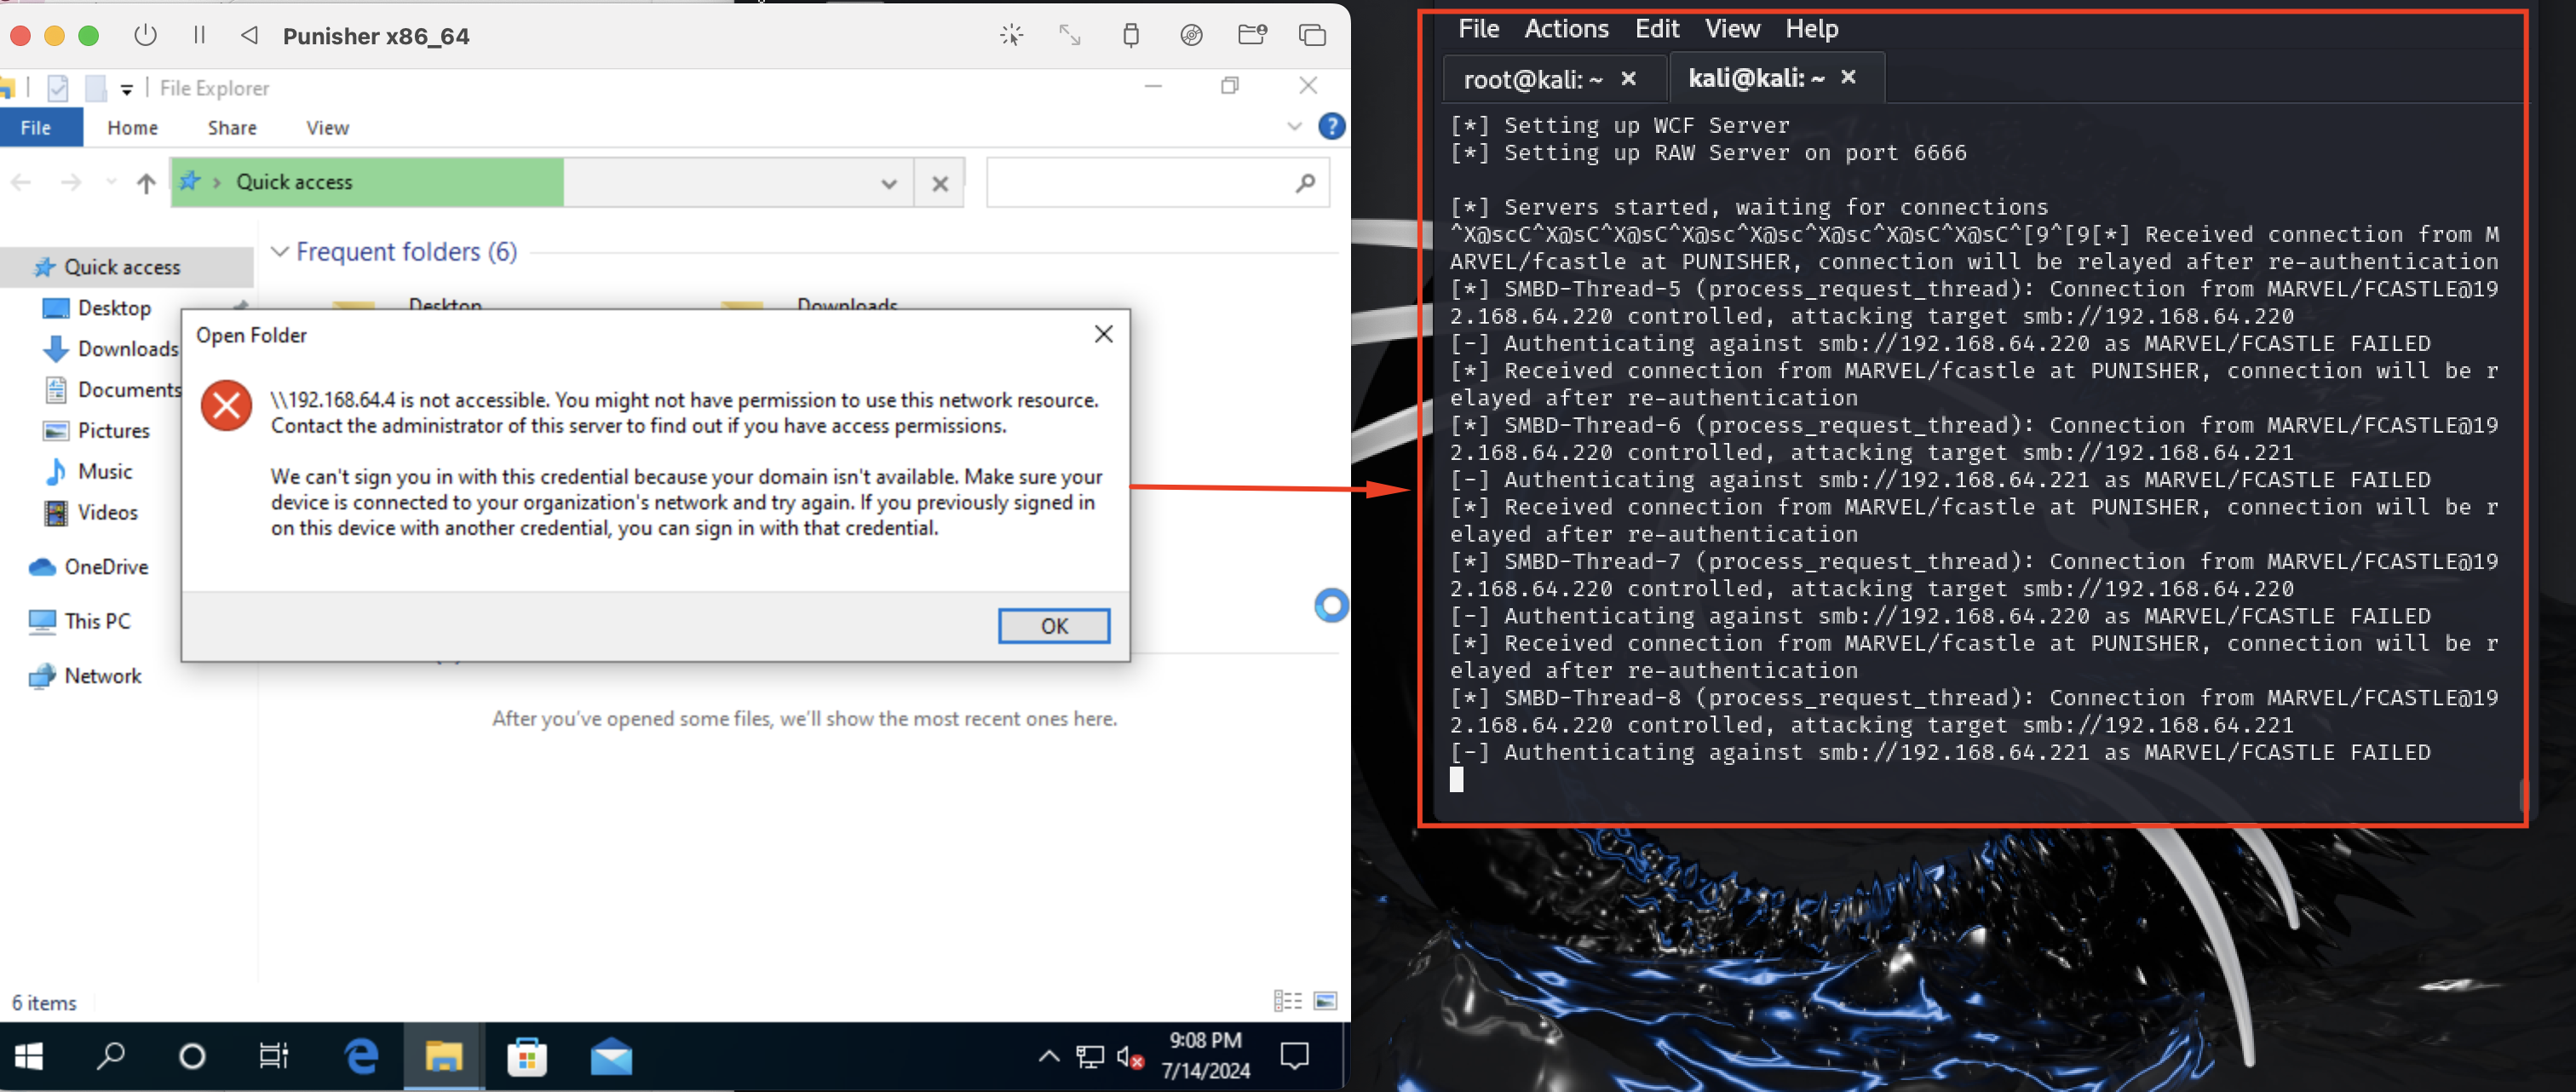 Punisher x86_64
File Explorer
File Home Share View
?
Quick access
Quick access
Desktop
Downloads
Documents
Pictures
Music
Videos
OneDrive
This PC
Network
Frequent folders (6)
Desktop Downloads
Open Folder
\\192.168.64.4 is not accessible. You might not have permission to use this network resource.
Contact the administrator of this server to find out if you have access permissions.
We can't sign you in with this credential because your domain isn't available. Make sure your
device is connected to your organization's network and try again. If you previously signed in
on this device with another credential, you can sign in with that credential.
OK
After you've opened some files, we'll show the most recent ones here.
6 items
9:08 PM
7/14/2024
File Actions Edit View Help
root@kali: ~ kali@kali: ~
[*] Setting up WCF Server
[*] Setting up RAW Server on port 6666
[*] Servers started, waiting for connections
^X@scC^X@sC^X@sC^X@sc^X@sc^X@sc^X@sC^X@sC^[9^[9[*] Received connection from M
ARVEL/fcastle at PUNISHER, connection will be relayed after re-authentication
[*] SMBD-Thread-5 (process_request_thread): Connection from MARVEL/FCASTLE@19
2.168.64.220 controlled, attacking target smb://192.168.64.220
[-] Authenticating against smb://192.168.64.220 as MARVEL/FCASTLE FAILED
[*] Received connection from MARVEL/fcastle at PUNISHER, connection will be r
elayed after re-authentication
[*] SMBD-Thread-6 (process_request_thread): Connection from MARVEL/FCASTLE@19
2.168.64.220 controlled, attacking target smb://192.168.64.221
[-] Authenticating against smb://192.168.64.221 as MARVEL/FCASTLE FAILED
[*] Received connection from MARVEL/fcastle at PUNISHER, connection will be r
elayed after re-authentication
[*] SMBD-Thread-7 (process_request_thread): Connection from MARVEL/FCASTLE@19
2.168.64.220 controlled, attacking target smb://192.168.64.220
[-] Authenticating against smb://192.168.64.220 as MARVEL/FCASTLE FAILED
[*] Received connection from MARVEL/fcastle at PUNISHER, connection will be r
elayed after re-authentication
[*] SMBD-Thread-8 (process_request_thread): Connection from MARVEL/FCASTLE@19
2.168.64.220 controlled, attacking target smb://192.168.64.221
[-] Authenticating against smb://192.168.64.221 as MARVEL/FCASTLE FAILED